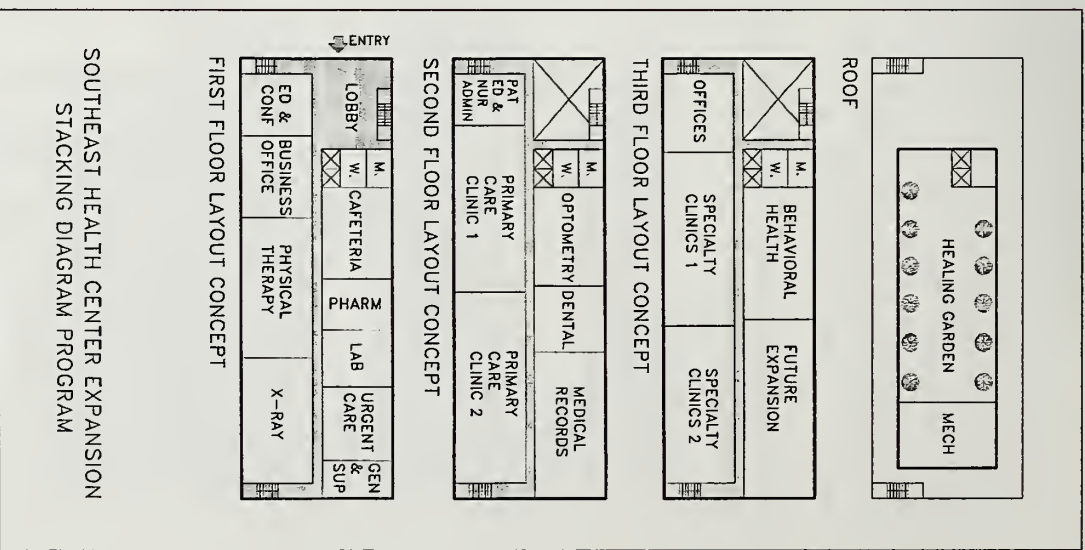 ROOF
HEALING GARDEN
MECH
THIRD FLOOR LAYOUT CONCEPT
M.
W.
BEHAVIORAL
HEALTH
FUTURE
EXPANSION
OFFICES
SPECIALTY
CLINICS 1
SPECIALTY
CLINICS 2
SECOND FLOOR LAYOUT CONCEPT
M.
W.
OPTOMETRY
DENTAL
MEDICAL
RECORDS
PAT
ED &
NUR
ADMIN
PRIMARY
CARE
CLINIC 1
PRIMARY
CARE
CLINIC 2
FIRST FLOOR LAYOUT CONCEPT
ENTRY
LOBBY
M.
W.
CAFETERIA
PHARM
LAB
URGENT
CARE
GEN
&
SUP
ED &
CONF
BUSINESS
OFFICE
PHYSICAL
THERAPY
X-RAY
SOUTHEAST HEALTH CENTER EXPANSION
STACKING DIAGRAM PROGRAM